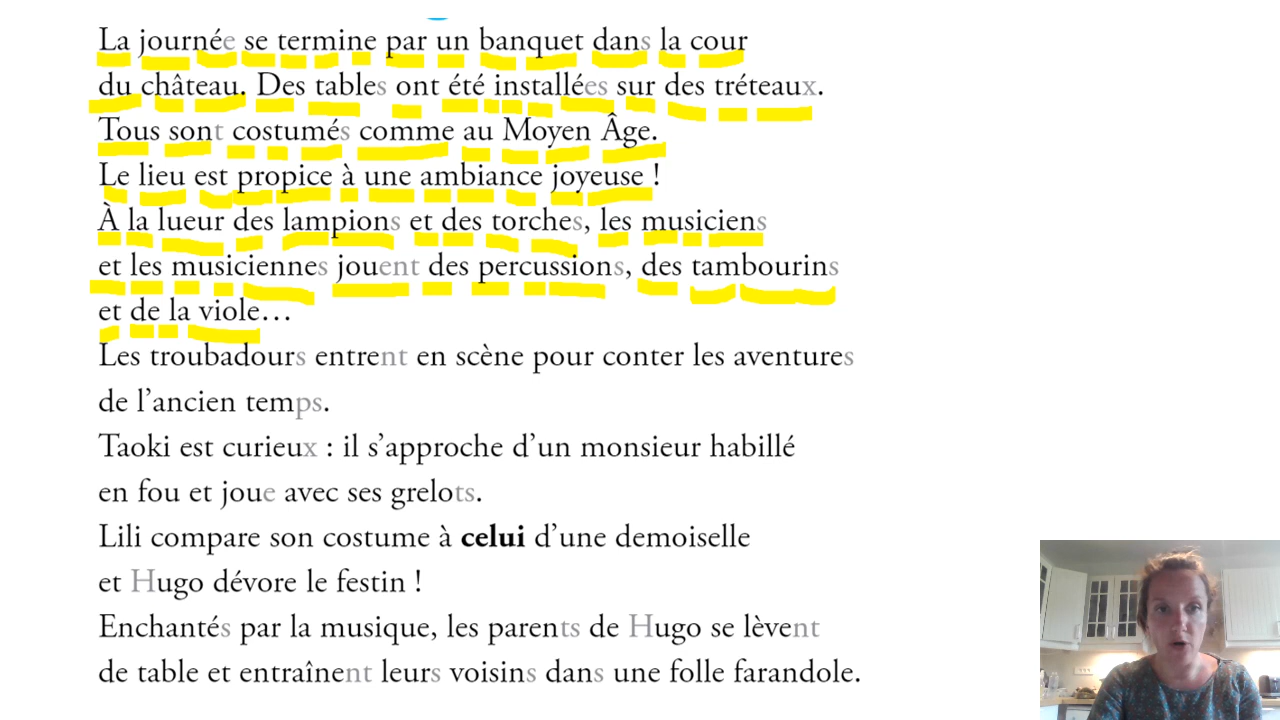 La journée se termine par un banquet dans la cour
du château. Des tables ont été installées sur des tréteaux.
Tous sont costumés comme au Moyen Âge.
Le lieu est propice à une ambiance joyeuse !
À la lueur des lampions et des torches, les musiciens
et les musiciennes jouent des percussions, des tambourins
et de la viole…
Les troubadours entrent en scène pour conter les aventures
de l’ancien temps.
Taoki est curieux : il s’approche d’un monsieur habillé
en fou et joue avec ses grelots.
Lili compare son costume à celui d’une demoiselle
et Hugo dévore le festin !
Enchantés par la musique, les parents de Hugo se lèvent
de table et entraînent leurs voisins dans une folle farandole.